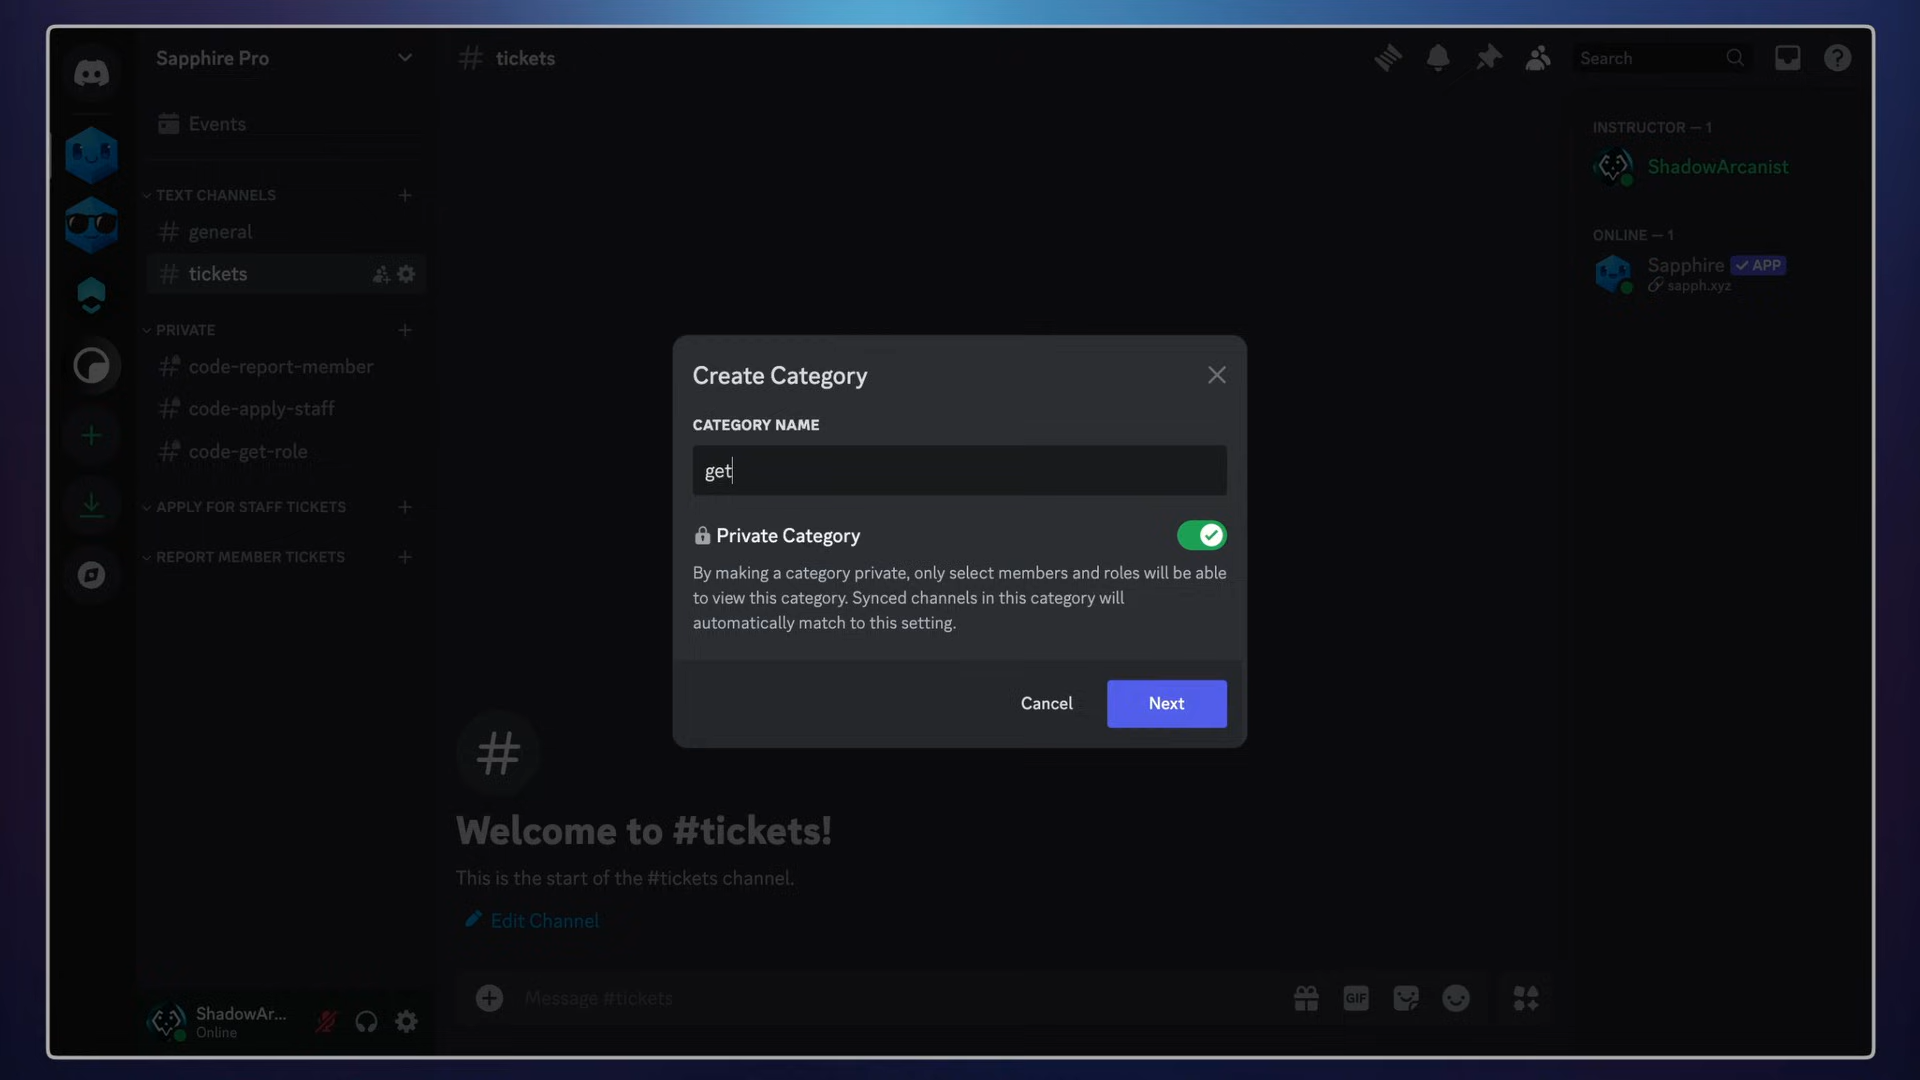 Sapphire Pro
Events
TEXT CHANNELS
general
tickets
PRIVATE
code-report-member
code-apply-staff
code-get-role
APPLY FOR STAFF TICKETS
REPORT MEMBER TICKETS
ShadowAr...
Online
# tickets
Search
Create Category
CATEGORY NAME
get
Private Category
By making a category private, only select members and roles will be able
to view this category. Synced channels in this category will
automatically match to this setting.
Cancel
Next
Welcome to #tickets!
This is the start of the #tickets channel.
Edit Channel
Message #tickets
GIF
INSTRUCTOR — 1
ShadowArcanist
ONLINE — 1
Sapphire APP
sapph.xyz